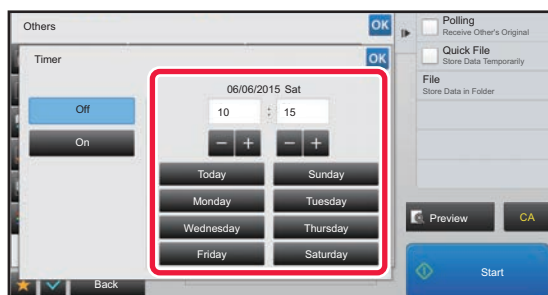 Others
OK
Timer
OK
Off
On
06/06/2015 Sat
10 : 15
Today
Sunday
Monday
Tuesday
Wednesday
Thursday
Friday
Saturday
Back
Polling
Receive Other's Original
Quick File
Store Data Temporarily
File
Store Data in Folder
Preview
CA
Start